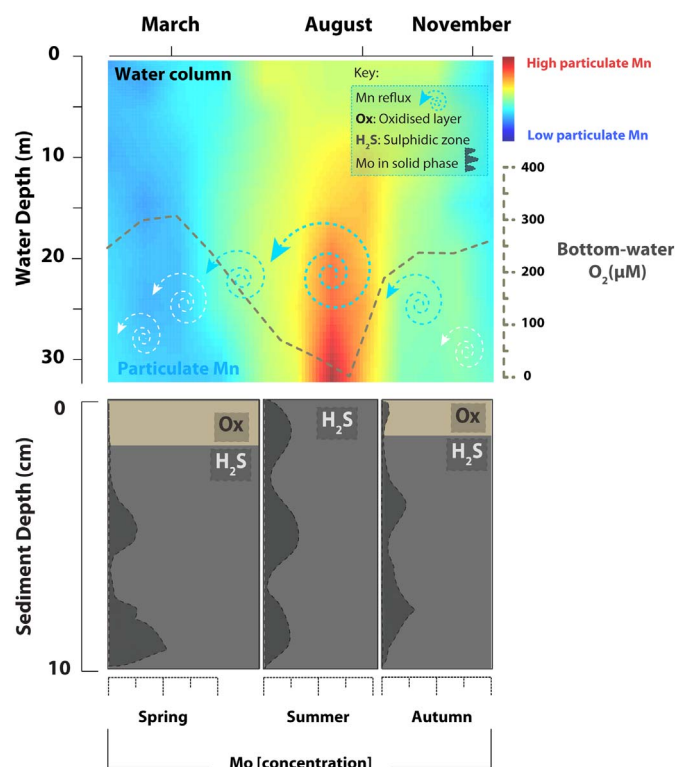 March August November
0
10
20
30
Water Depth (m)
Water column
Key:
Mn reflux
Ox: Oxidised layer
H₂S: Sulphidic zone
Mo in solid phase
Particulate Mn
High particulate Mn
Low particulate Mn
400
300
200
100
0
Bottom-water
O₂(μM)
0
10
Sediment Depth (cm)
Ox
H₂S
H₂S
Ox
H₂S
Spring Summer Autumn
Mo [concentration]